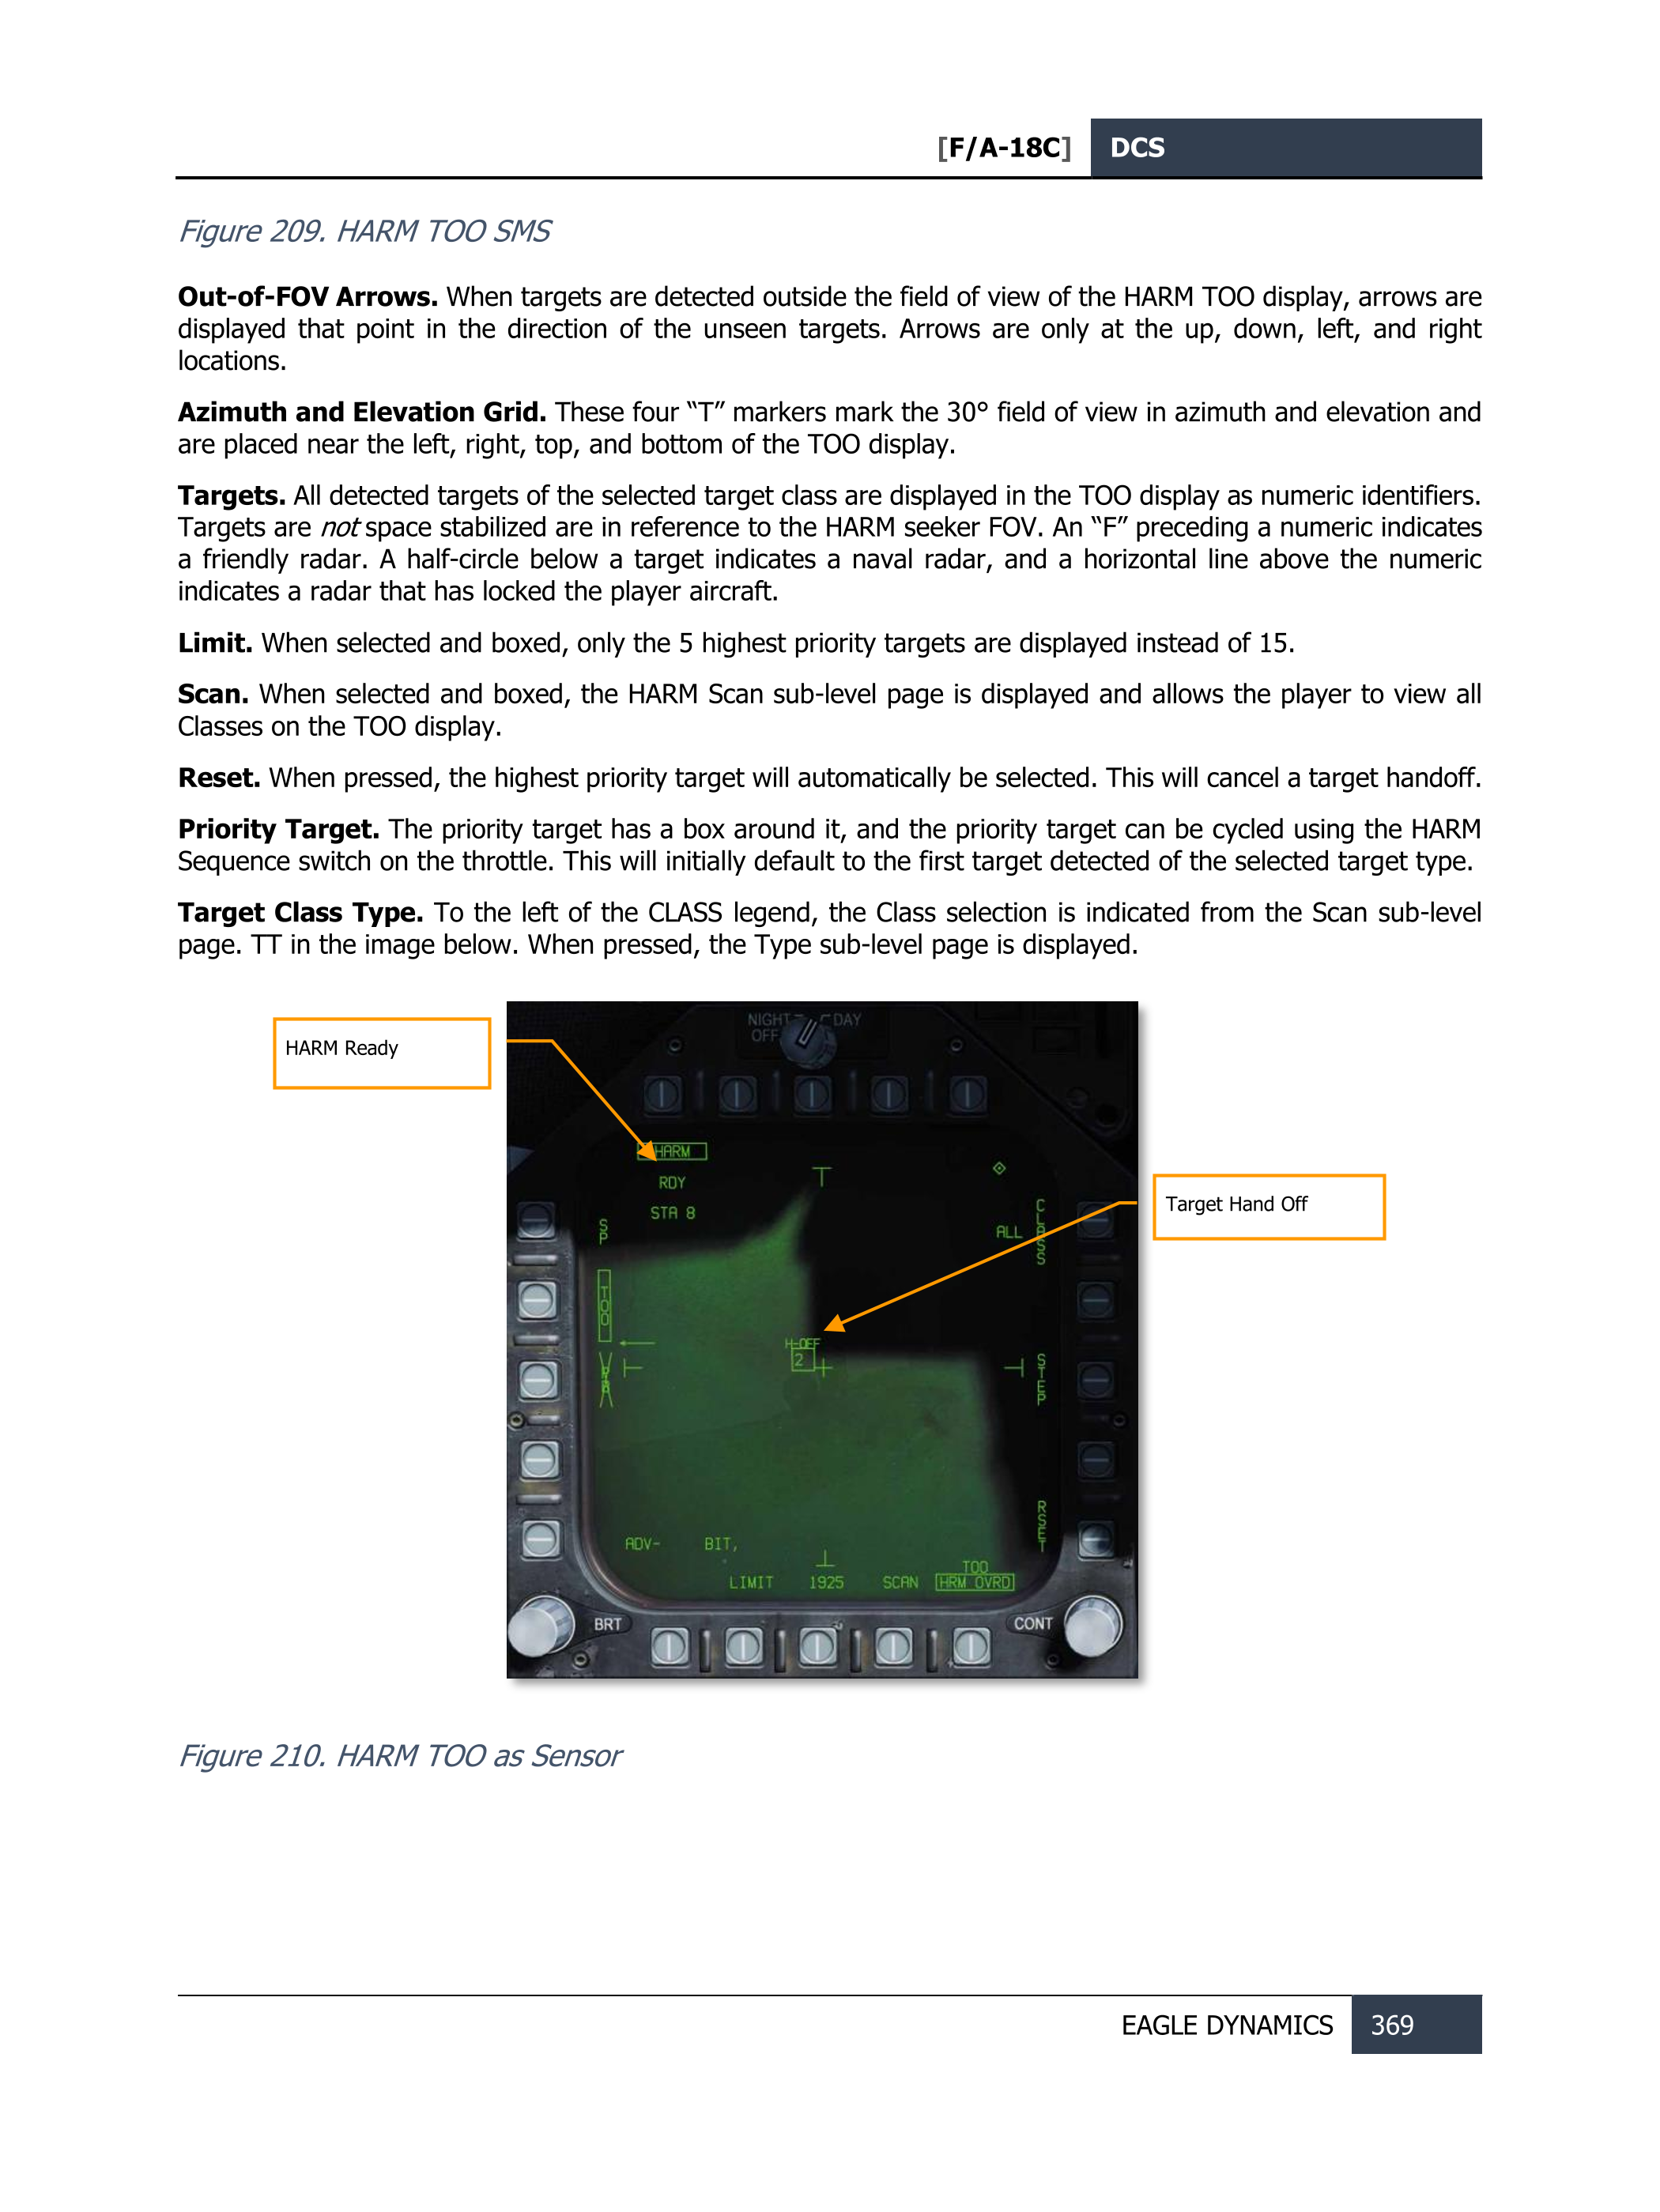 [F/A-18C] DCS
Figure 209. HARM TOO SMS
Out-of-FOV Arrows. When targets are detected outside the field of view of the HARM TOO display, arrows are
displayed that point in the direction of the unseen targets. Arrows are only at the up, down, left, and right
locations.
Azimuth and Elevation Grid. These four “T” markers mark the 30° field of view in azimuth and elevation and
are placed near the left, right, top, and bottom of the TOO display.
Targets. All detected targets of the selected target class are displayed in the TOO display as numeric identifiers.
Targets are not space stabilized are in reference to the HARM seeker FOV. An “F” preceding a numeric indicates
a friendly radar. A half-circle below a target indicates a naval radar, and a horizontal line above the numeric
indicates a radar that has locked the player aircraft.
Limit. When selected and boxed, only the 5 highest priority targets are displayed instead of 15.
Scan. When selected and boxed, the HARM Scan sub-level page is displayed and allows the player to view all
Classes on the TOO display.
Reset. When pressed, the highest priority target will automatically be selected. This will cancel a target handoff.
Priority Target. The priority target has a box around it, and the priority target can be cycled using the HARM
Sequence switch on the throttle. This will initially default to the first target detected of the selected target type.
Target Class Type. To the left of the CLASS legend, the Class selection is indicated from the Scan sub-level
page. TT in the image below. When pressed, the Type sub-level page is displayed.
NIGHT DAY
OFF
HARM Ready
HARM
RDY
STA 8
SP
Target Hand Off
CLASS
ALL
TOO
H-OFF
2
PB
STEP
RSET
ADV- BIT,
TOO
LIMIT 1925 SCAN HRM OVRD
BRT CONT
Figure 210. HARM TOO as Sensor
EAGLE DYNAMICS 369